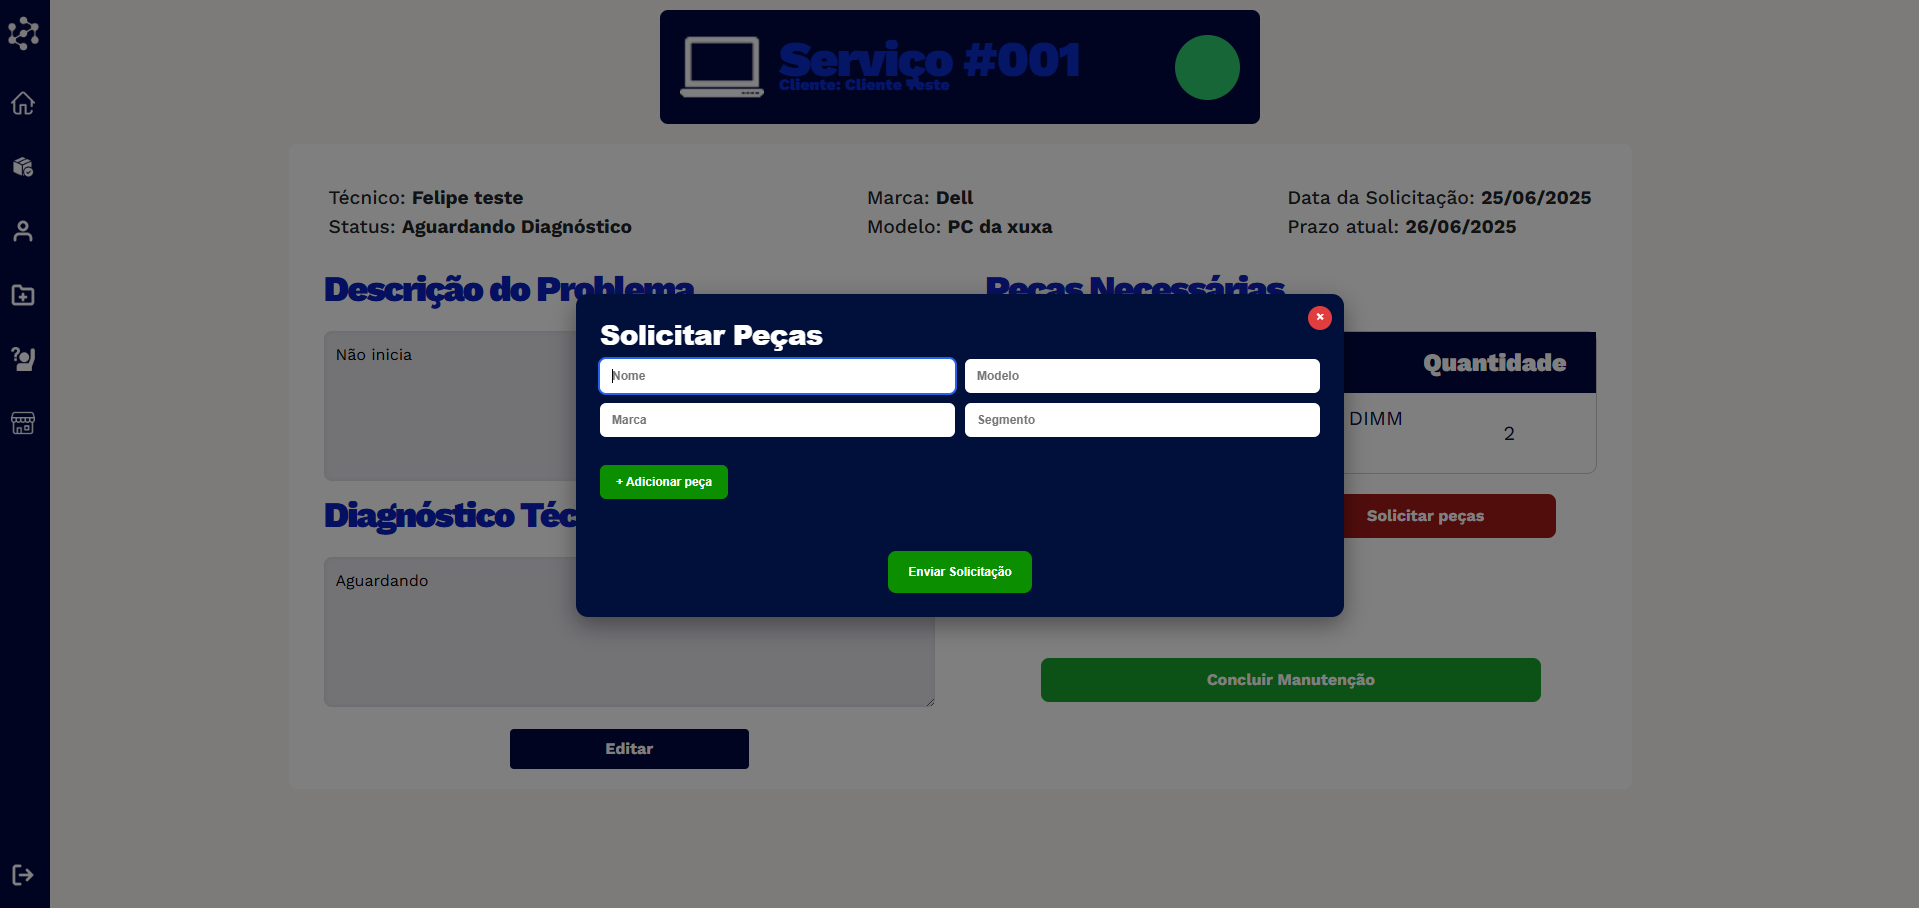 Serviço #001
Cliente: Cliente Teste
Técnico: Felipe teste
Status: Aguardando Diagnóstico
Marca: Dell
Modelo: PC da xuxa
Data da Solicitação: 25/06/2025
Prazo atual: 26/06/2025
Descrição do Problema
Não inicia
Diagnóstico Téc
Aguardando
Editar
Peças Necessárias
Quantidade
DIMM
2
Solicitar peças
Concluir Manutenção
Solicitar Peças
×
Nome
Modelo
Marca
Segmento
+ Adicionar peça
Enviar Solicitação